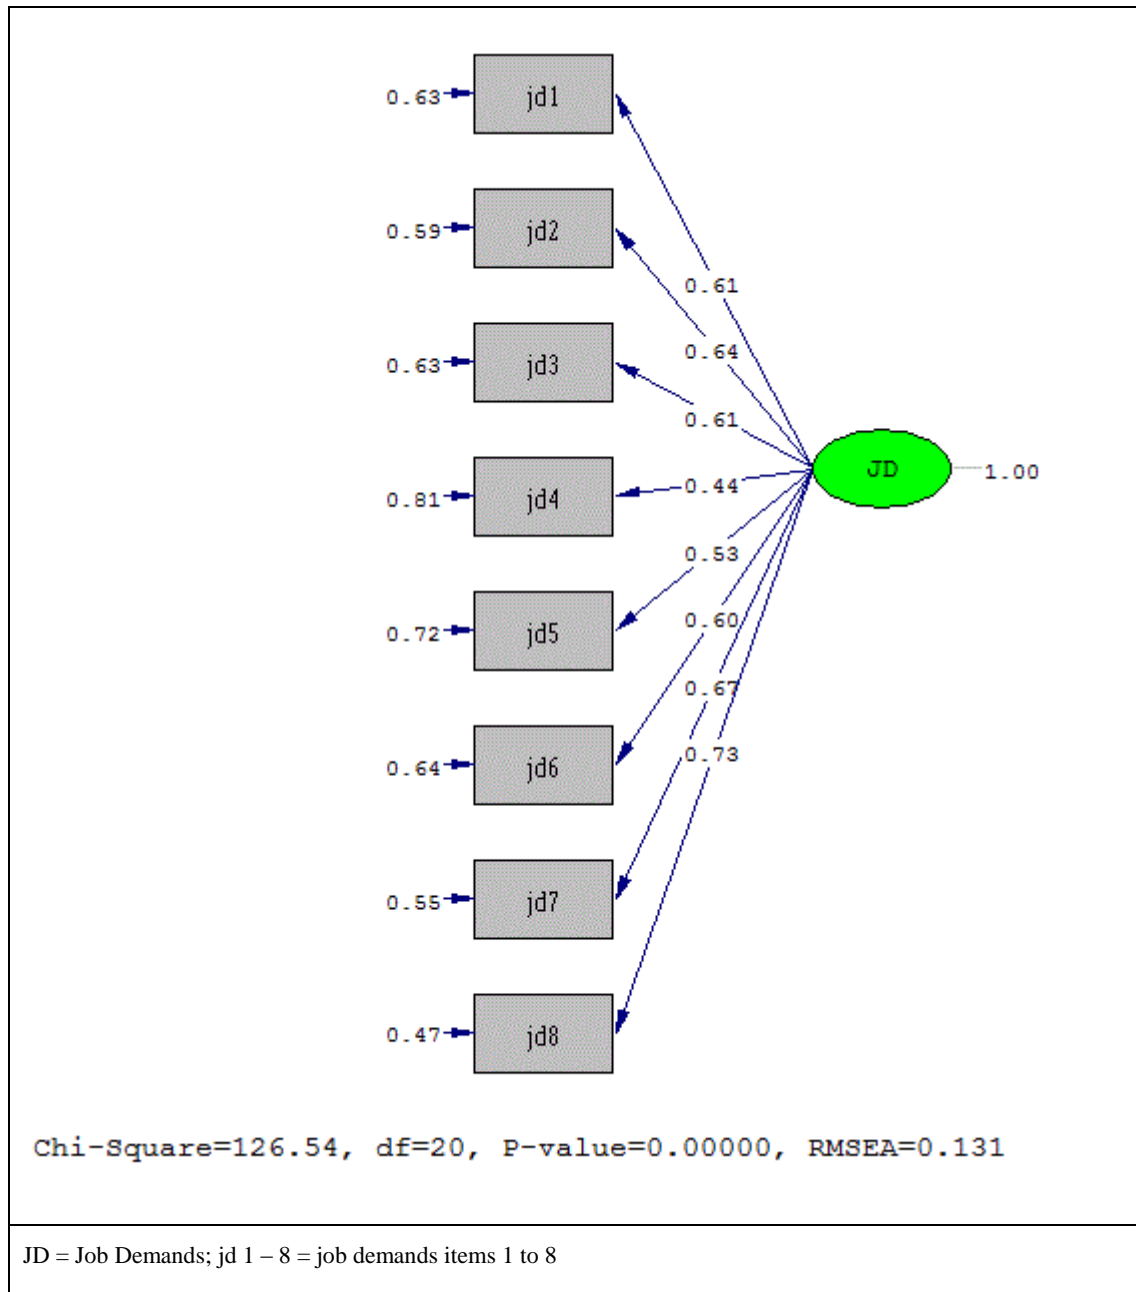 0.63 jd1
0.59 jd2
0.61
0.64
0.63 jd3
0.61
JD 1.00
0.81 jd4
0.44
0.53
0.72 jd5
0.60
0.67
0.64 jd6
0.73
0.55 jd7
0.47 jd8
Chi-Square=126.54, df=20, P-value=0.00000, RMSEA=0.131
JD = Job Demands; jd 1 – 8 = job demands items 1 to 8